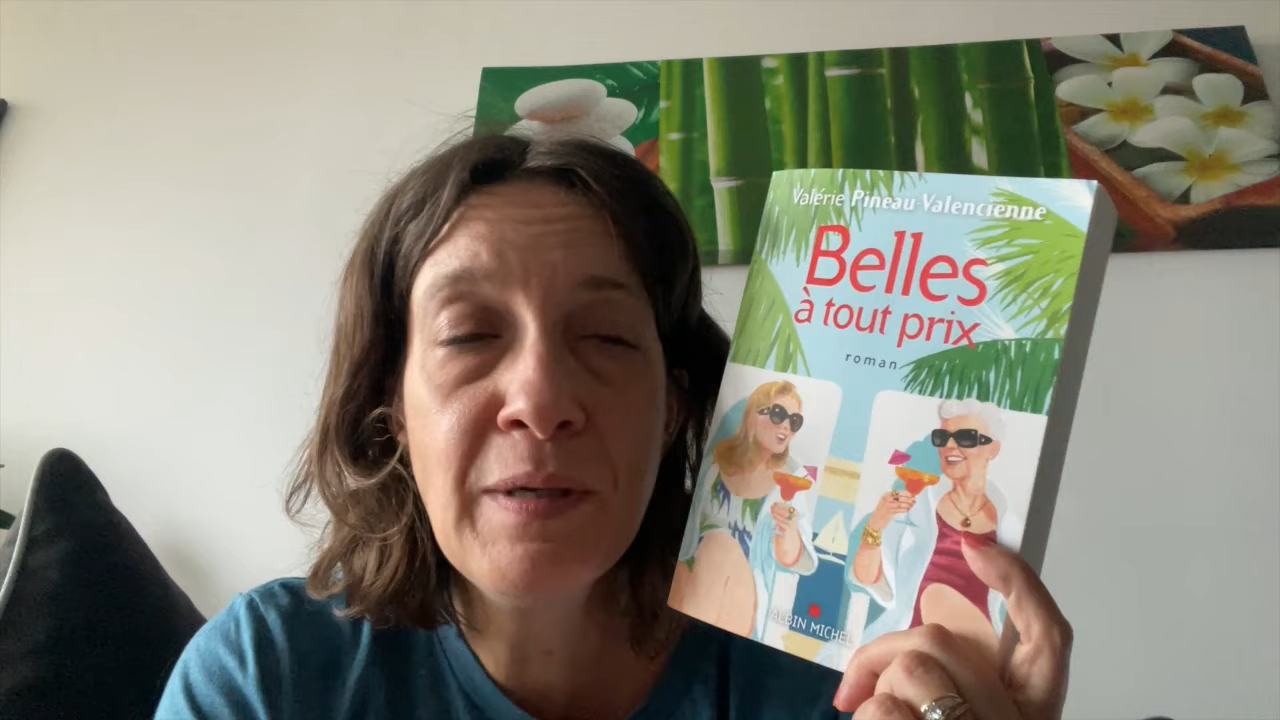 Valérie Pineau-Valencienne
Belles
à tout prix
roman
ALBIN MICHEL